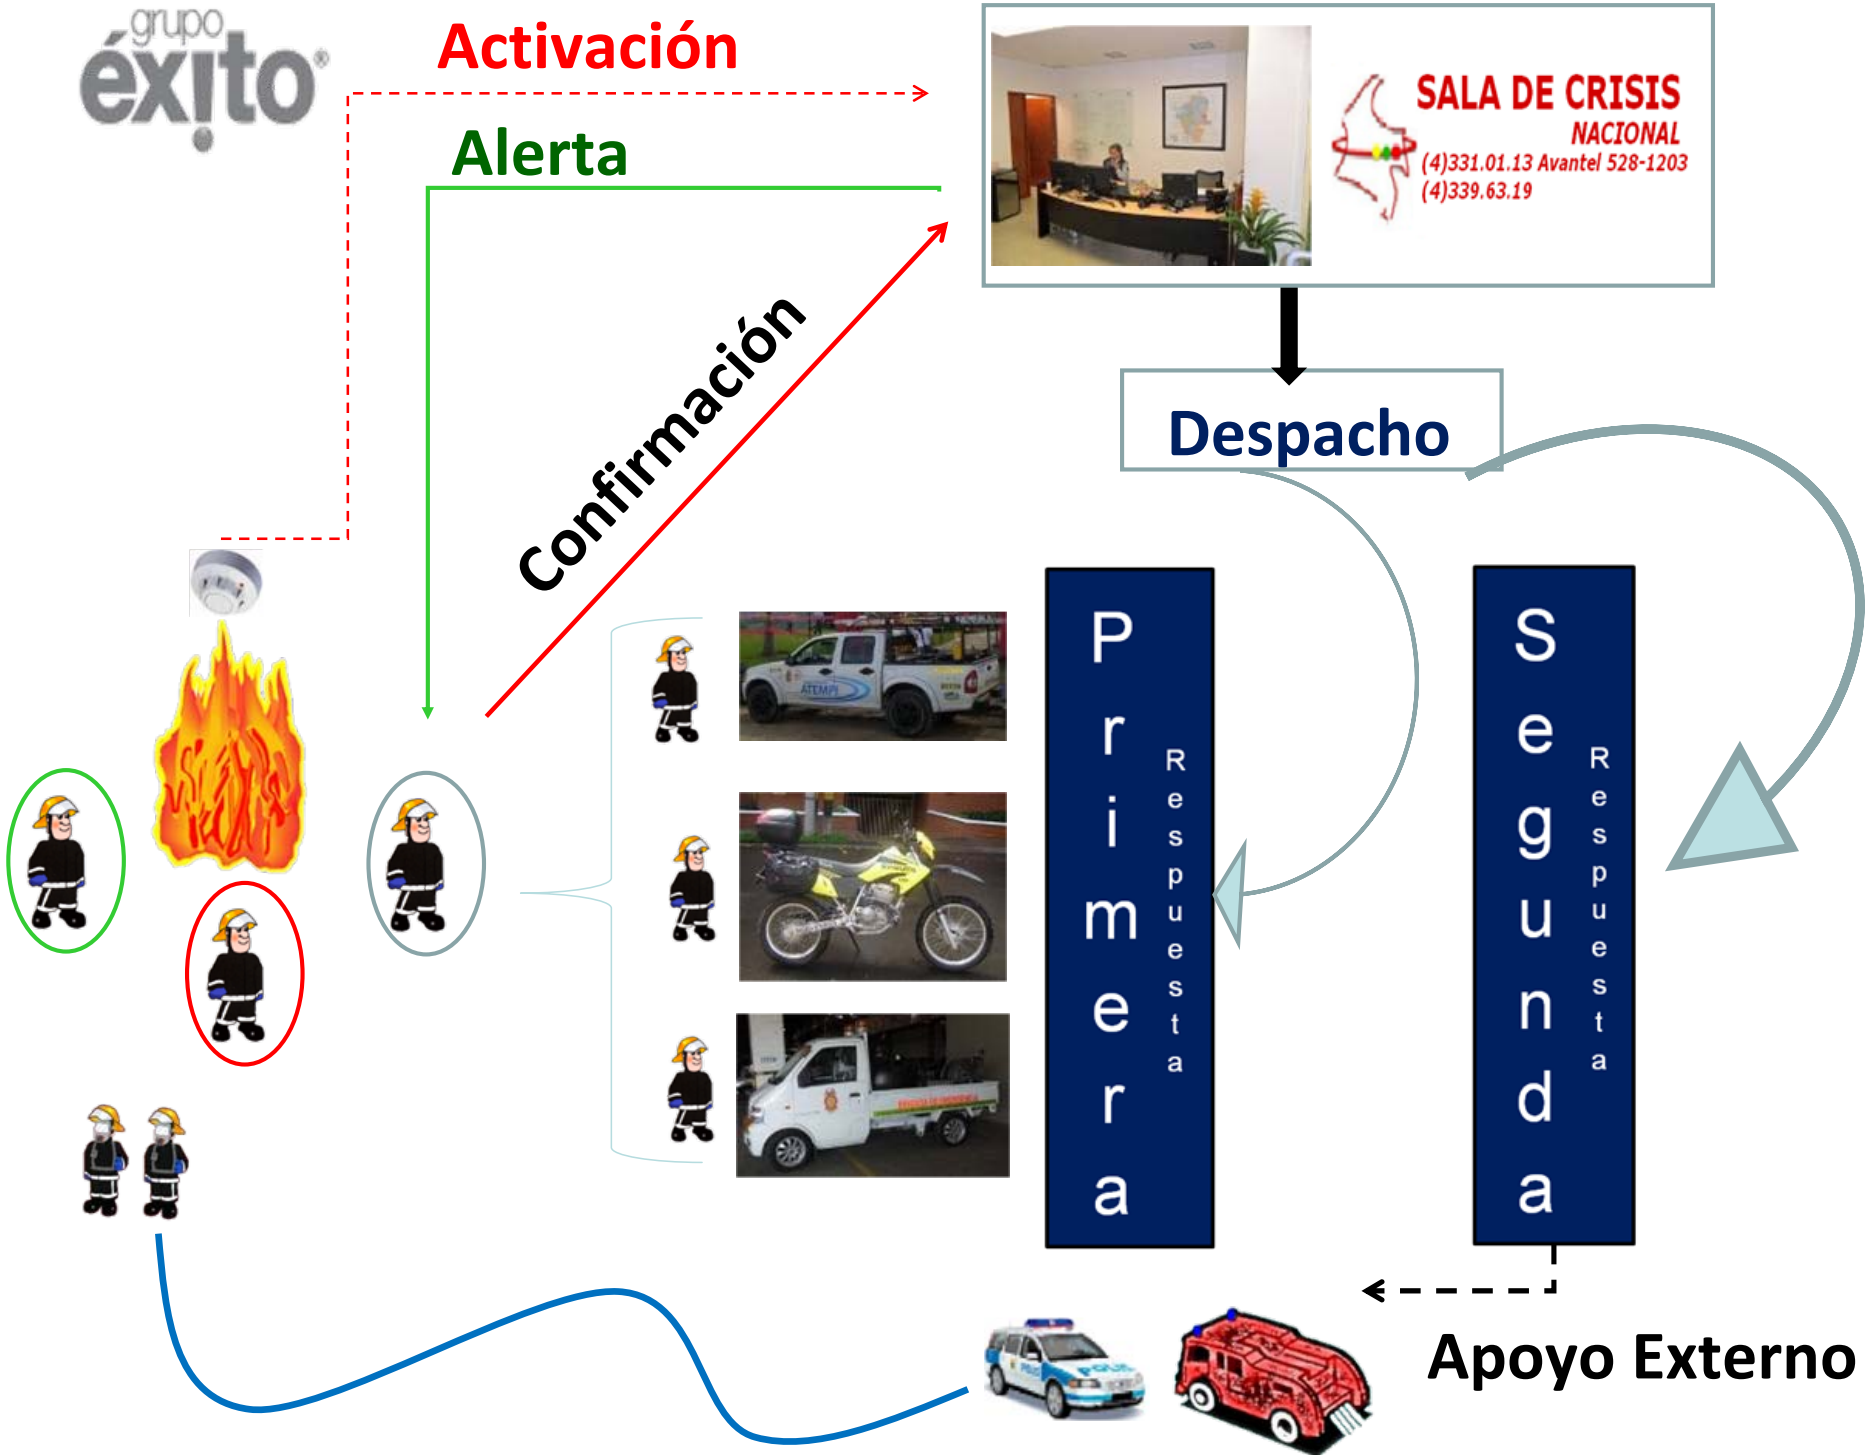 grupo
éxito®
Activación
Alerta
SALA DE CRISIS
NACIONAL
(4)331.01.13 Avantel 528-1203
(4)339.63.19
Confirmación
Despacho
ATEMPI
Primera
Respuesta
Segunda
Respuesta
Apoyo Externo